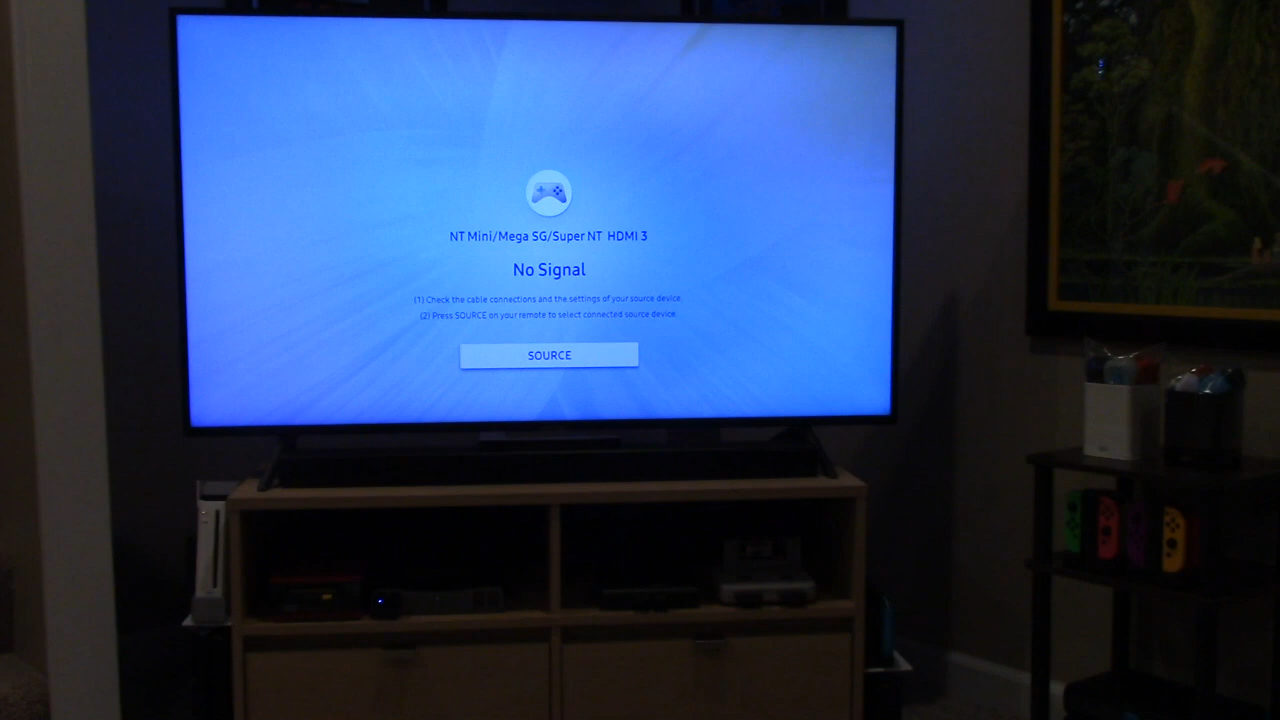 NT Mini/Mega SG/Super NT HDMI 3
No Signal
(1) Check the cable connections and the settings of your source device.
(2) Press SOURCE on your remote to select connected source device.
SOURCE